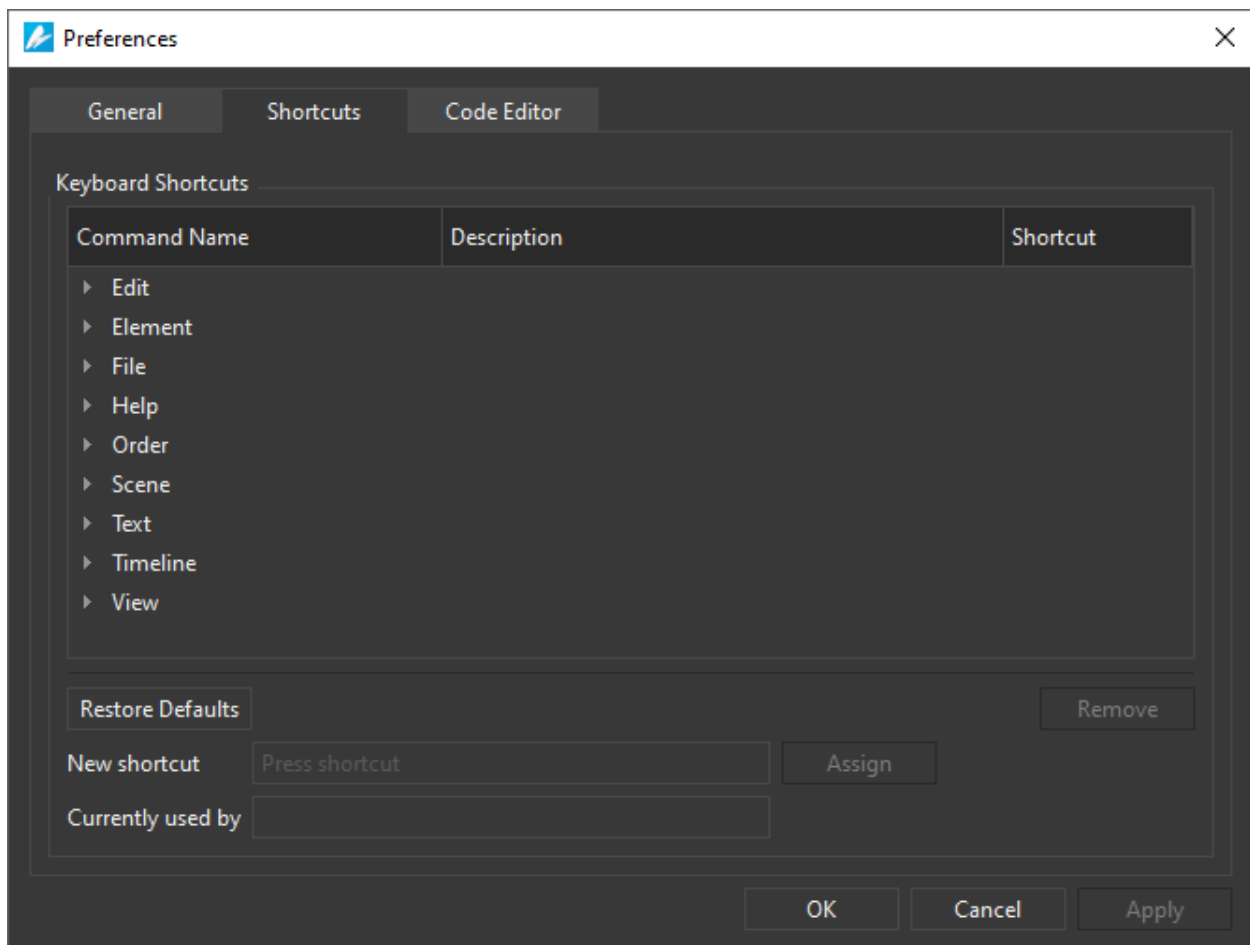 Preferences
General Shortcuts Code Editor
Keyboard Shortcuts
Command Name Description Shortcut
Edit
Element
File
Help
Order
Scene
Text
Timeline
View
Restore Defaults Remove
New shortcut Press shortcut Assign
Currently used by
OK Cancel Apply